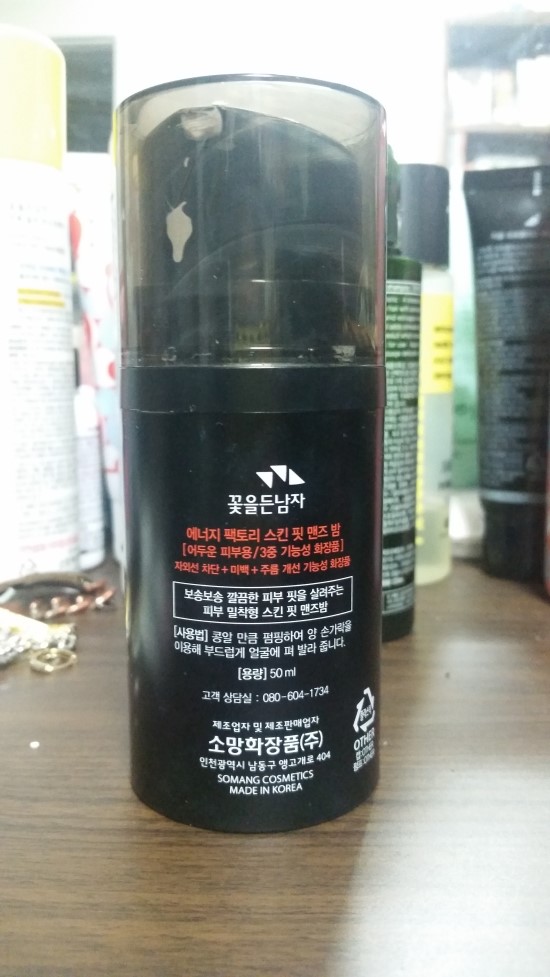 꽃을든남자
에너지 팩토리 스킨 핏 맨즈 밤
[어두운 피부용/3중 기능성 화장품]
자외선 차단+미백+주름 개선 기능성 화장품
보송보송 깔끔한 피부 핏을 살려주는
피부 밀착형 스킨 핏 맨즈밤
[사용법] 콩알 만큼 펌핑하여 양 손가락을
이용해 부드럽게 얼굴에 펴 발라 줍니다.
[용량] 50 ml
고객 상담실 : 080-604-1734
제조업자 및 제조판매업자
소망화장품(주)
인천광역시 남동구 앵고개로 404
SOMANG COSMETICS
MADE IN KOREA
OTHER